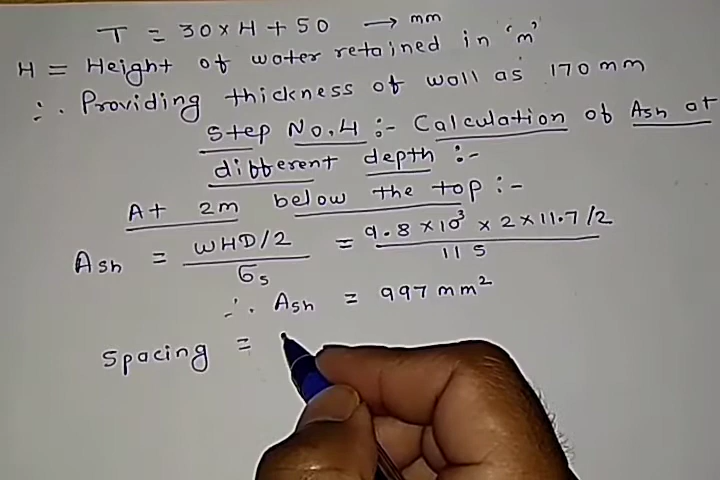 T = 30 x H + 50 → mm
H = Height of water retained in 'm'
∴ Providing thickness of wall as 170 mm
Step No. 4 :- Calculation of Ash at
different depth :-
At 2m below the top :-
Ash = WHD/2 / σs = 9.8 x 10³ x 2 x 11.7/2 / 115
∴ Ash = 997 mm²
Spacing =